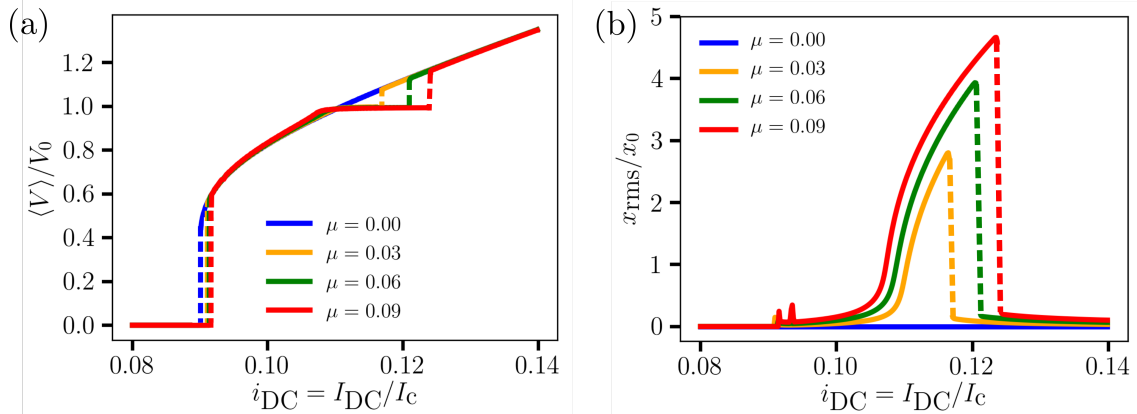 (a)
⟨V⟩/V₀
1.2
1.0
0.8
0.6
0.4
0.2
0.0
μ = 0.00
μ = 0.03
μ = 0.06
μ = 0.09
0.08
0.10
0.12
0.14
i_DC = I_DC/I_c
(b)
x_rms/x₀
5
4
3
2
1
0
μ = 0.00
μ = 0.03
μ = 0.06
μ = 0.09
0.08
0.10
0.12
0.14
i_DC = I_DC/I_c